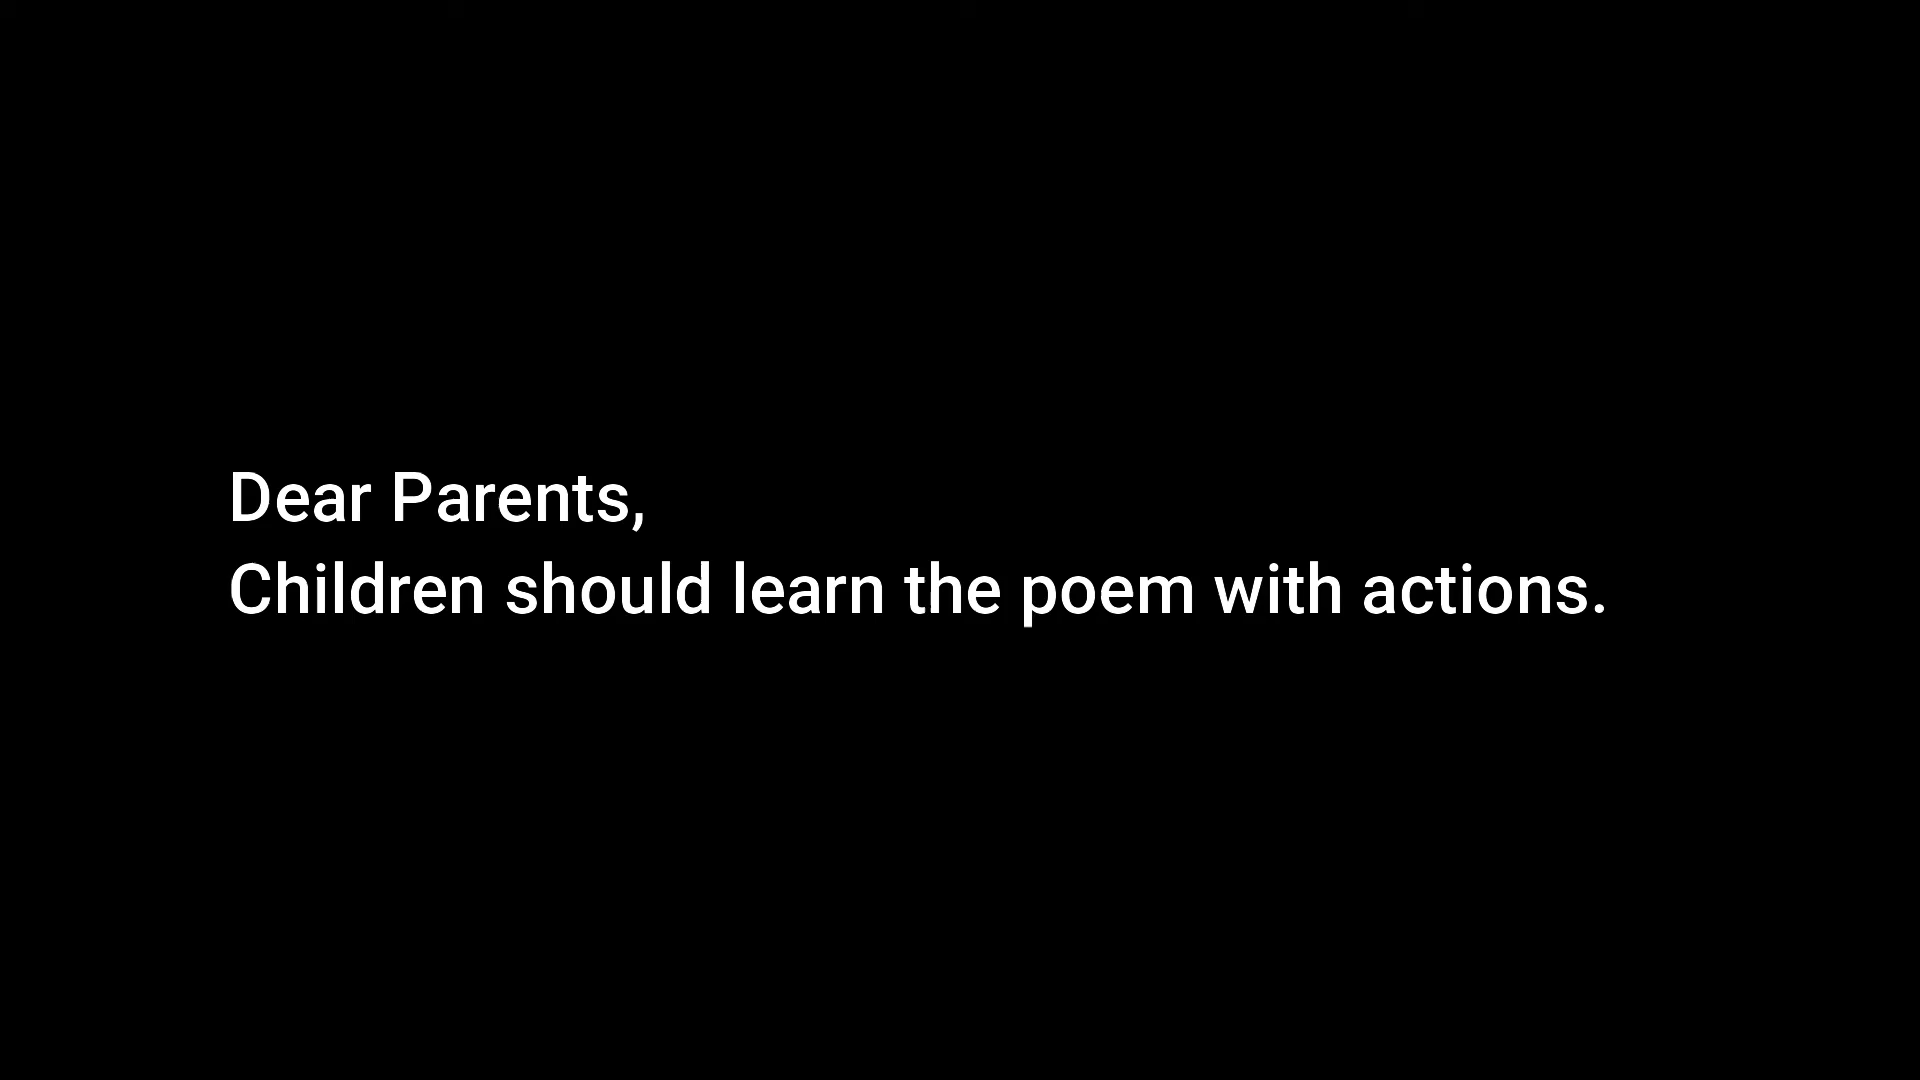 Dear Parents,
Children should learn the poem with actions.